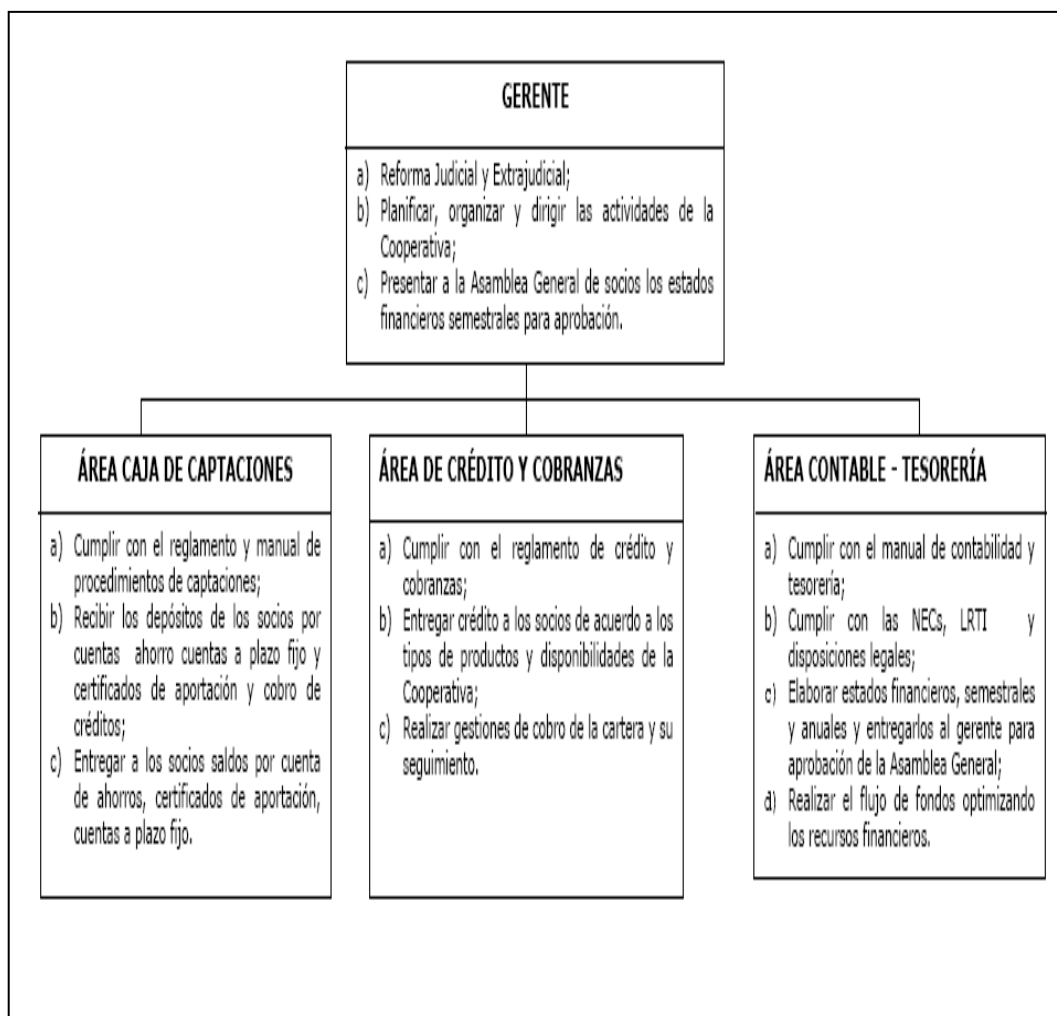 GERENTE
a) Reforma Judicial y Extrajudicial;
b) Planificar, organizar y dirigir las actividades de la
Cooperativa;
c) Presentar a la Asamblea General de socios los estados
financieros semestrales para aprobación.
ÁREA CAJA DE CAPTACIONES
a) Cumplir con el reglamento y manual de
procedimientos de captaciones;
b) Recibir los depósitos de los socios por
cuentas ahorro cuentas a plazo fijo y
certificados de aportación y cobro de
créditos;
c) Entregar a los socios saldos por cuenta
de ahorros, certificados de aportación,
cuentas a plazo fijo.
ÁREA DE CRÉDITO Y COBRANZAS
a) Cumplir con el reglamento de crédito y
cobranzas;
b) Entregar crédito a los socios de acuerdo a los
tipos de productos y disponibilidades de la
Cooperativa;
c) Realizar gestiones de cobro de la cartera y su
seguimiento.
ÁREA CONTABLE - TESORERÍA
a) Cumplir con el manual de contabilidad y
tesorería;
b) Cumplir con las NECs, LRTI y
disposiciones legales;
c) Elaborar estados financieros, semestrales
y anuales y entregarlos al gerente para
aprobación de la Asamblea General;
d) Realizar el flujo de fondos optimizando
los recursos financieros.